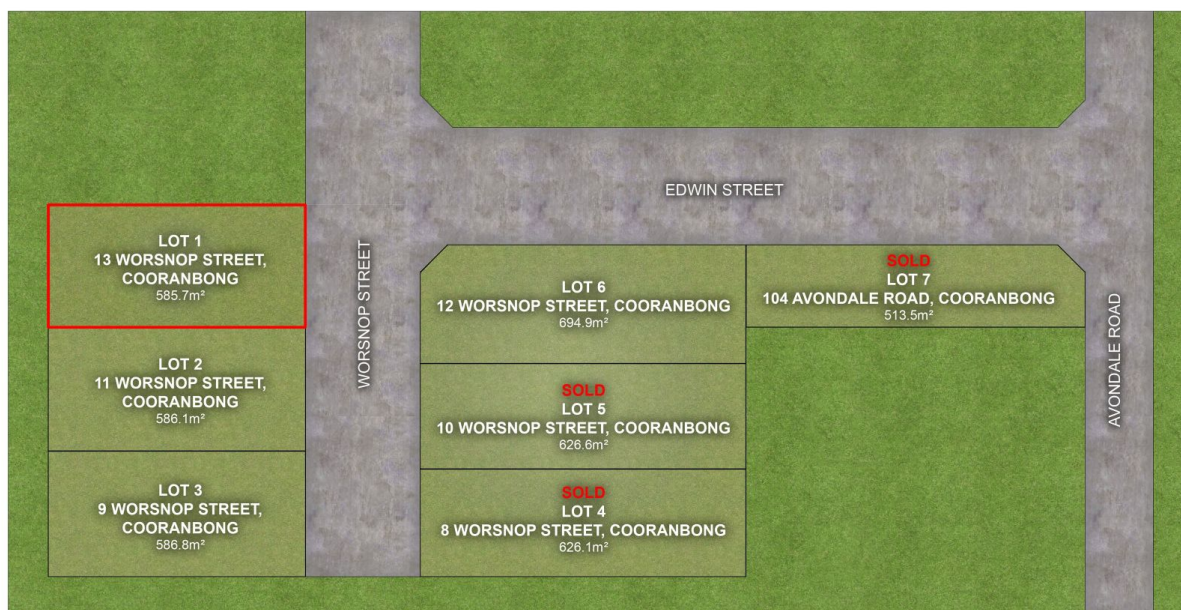 EDWIN STREET
LOT 1
13 WORSNOP STREET,
COORANBONG
585.7m²
LOT 2
11 WORSNOP STREET,
COORANBONG
586.1m²
LOT 3
9 WORSNOP STREET,
COORANBONG
586.8m²
WORSNOP STREET
LOT 6
12 WORSNOP STREET, COORANBONG
694.9m²
SOLD
LOT 5
10 WORSNOP STREET, COORANBONG
626.6m²
SOLD
LOT 4
8 WORSNOP STREET, COORANBONG
626.1m²
SOLD
LOT 7
104 AVONDALE ROAD, COORANBONG
513.5m²
AVONDALE ROAD